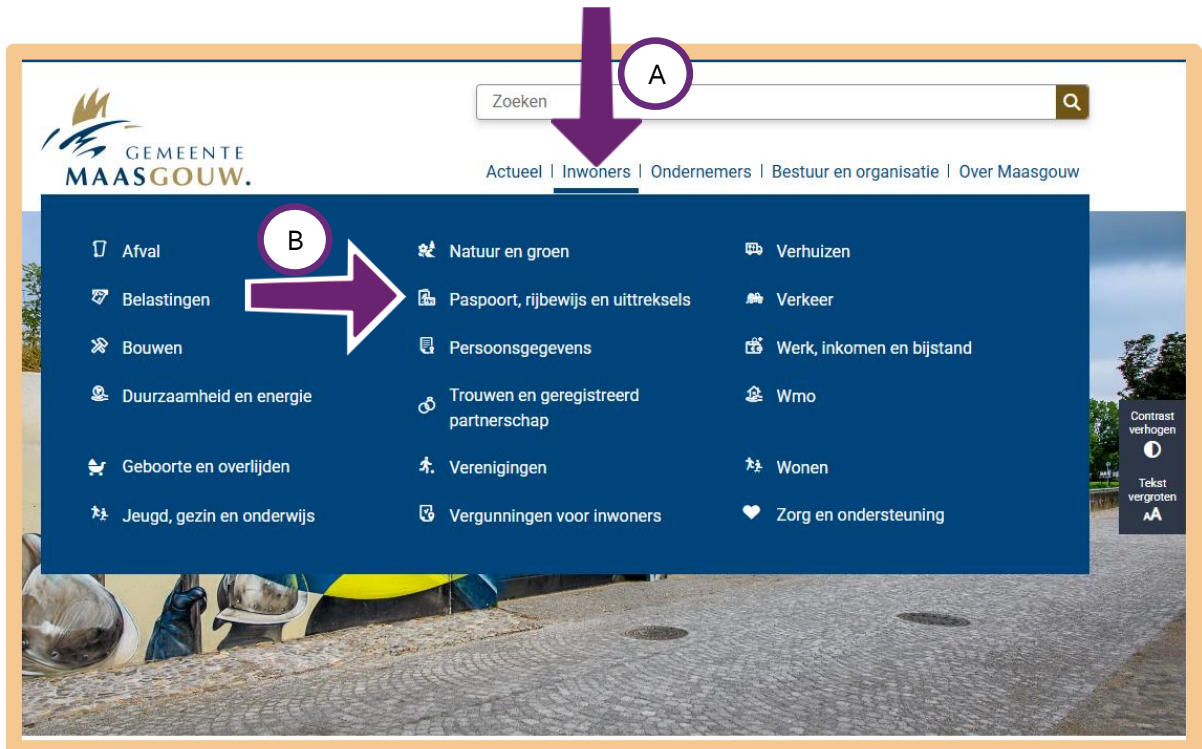 A
Zoeken
GEMEENTE
MAASGOUW.
Actueel | Inwoners | Ondernemers | Bestuur en organisatie | Over Maasgouw
B
Afval
Belastingen
Bouwen
Duurzaamheid en energie
Geboorte en overlijden
Jeugd, gezin en onderwijs
Natuur en groen
Paspoort, rijbewijs en uittreksels
Persoonsgegevens
Trouwen en geregistreerd
partnerschap
Verenigingen
Vergunningen voor inwoners
Verhuizen
Verkeer
Werk, inkomen en bijstand
Wmo
Wonen
Zorg en ondersteuning
Contrast
verhogen
Tekst
vergroten
AA